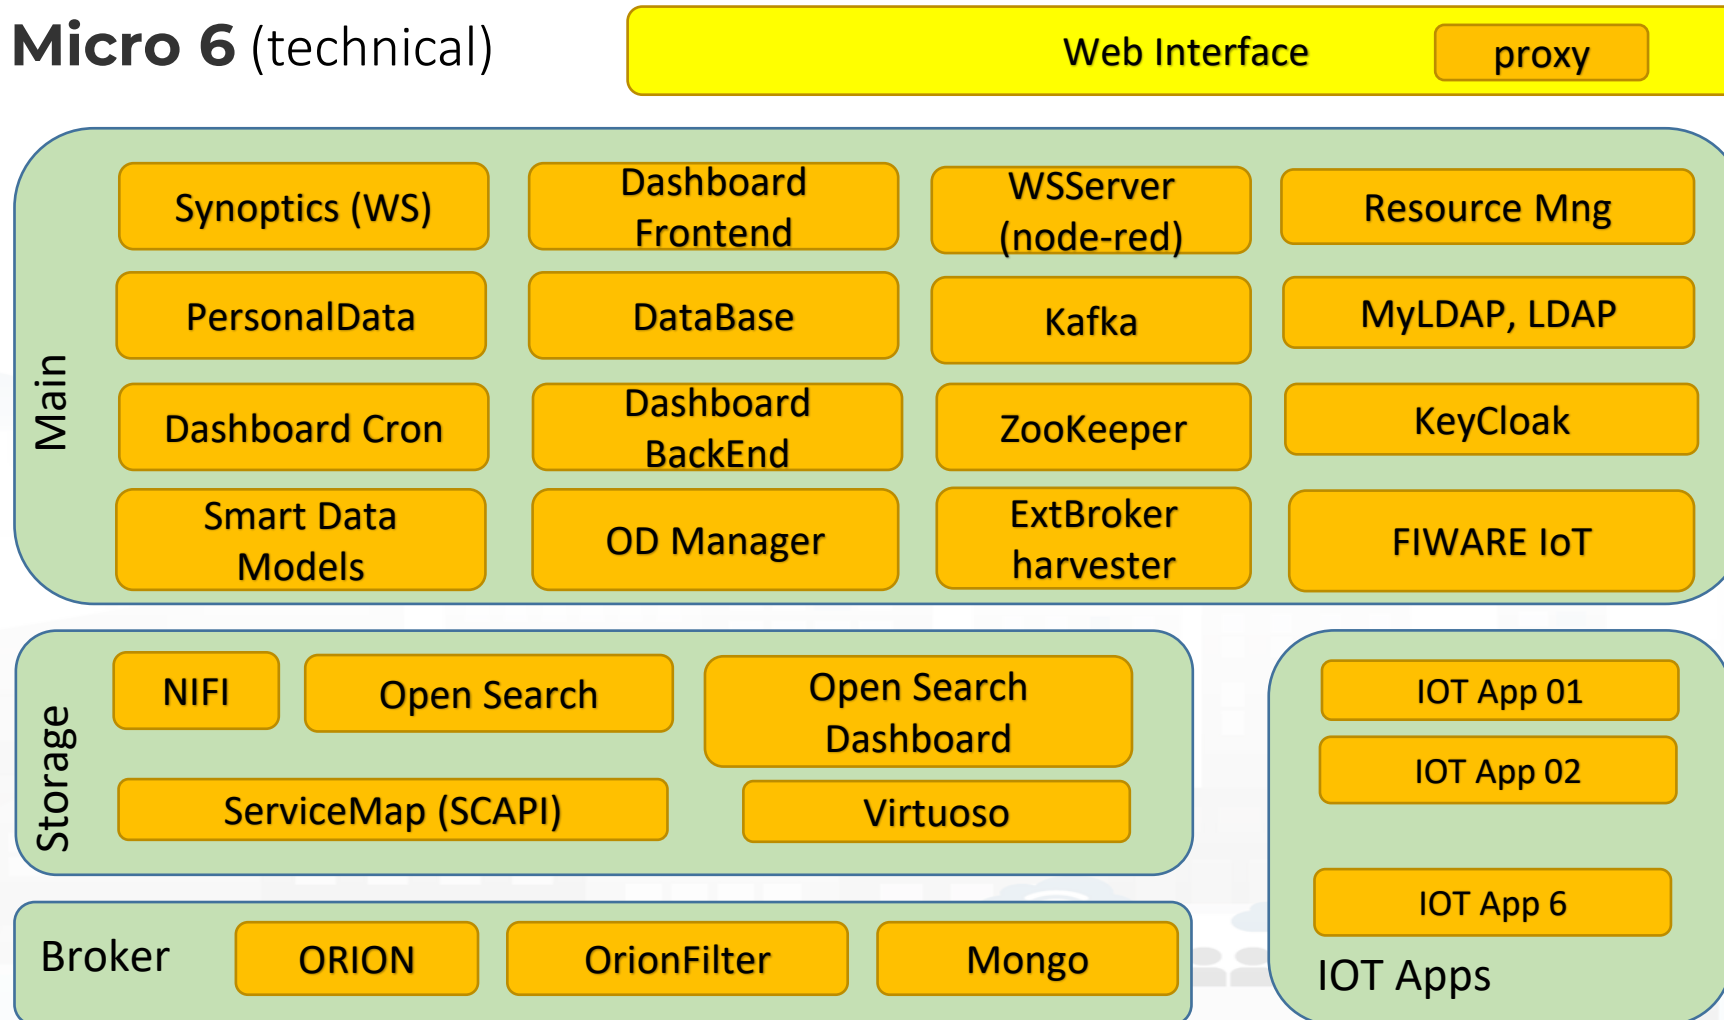 Micro 6 (technical)
Web Interface
proxy
Main
Synoptics (WS)
Dashboard
Frontend
WSServer
(node-red)
Resource Mng
PersonalData
DataBase
Kafka
MyLDAP, LDAP
Dashboard Cron
Dashboard
BackEnd
ZooKeeper
KeyCloak
Smart Data
Models
OD Manager
ExtBroker
harvester
FIWARE IoT
Storage
NIFI
Open Search
Open Search
Dashboard
ServiceMap (SCAPI)
Virtuoso
Broker
ORION
OrionFilter
Mongo
IOT App 01
IOT App 02
IOT App 6
IOT Apps